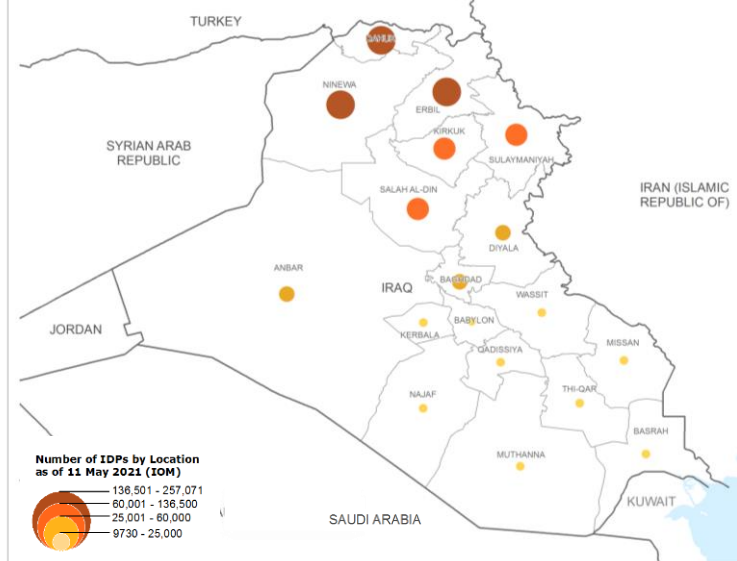 TURKEY
DAHUK
NINEWA
ERBIL
KIRKUK
SULAYMANIYAH
SYRIAN ARAB
REPUBLIC
SALAH AL-DIN
IRAN (ISLAMIC
REPUBLIC OF)
DIYALA
ANBAR
BAGHDAD
IRAQ
WASSIT
JORDAN
KERBALA
BABYLON
MISSAN
QADISSIYA
NAJAF
THI-QAR
BASRAH
MUTHANNA
Number of IDPs by Location
as of 11 May 2021 (IOM)
136,501 - 257,071
60,001 - 136,500
25,001 - 60,000
9730 - 25,000
KUWAIT
SAUDI ARABIA